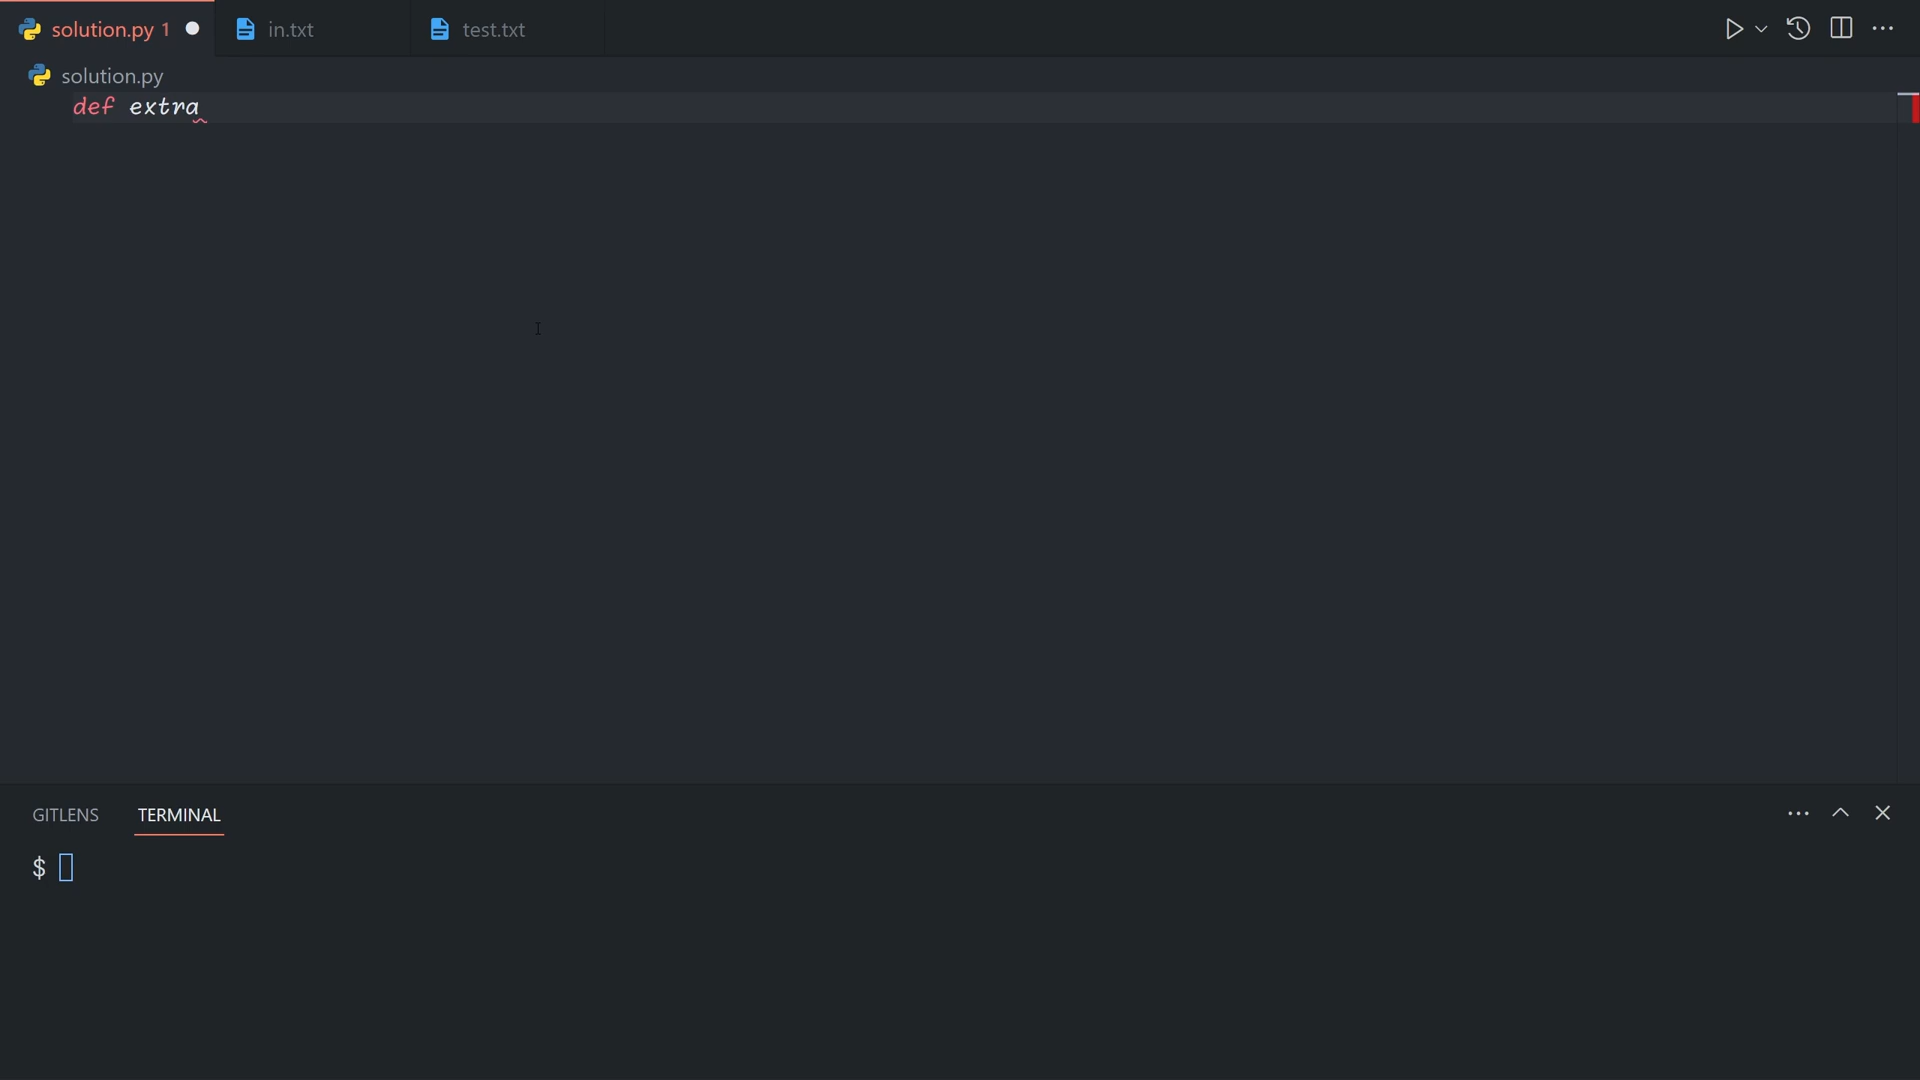 solution.py 1 in.txt test.txt
solution.py
def extra
GITLENS TERMINAL
$